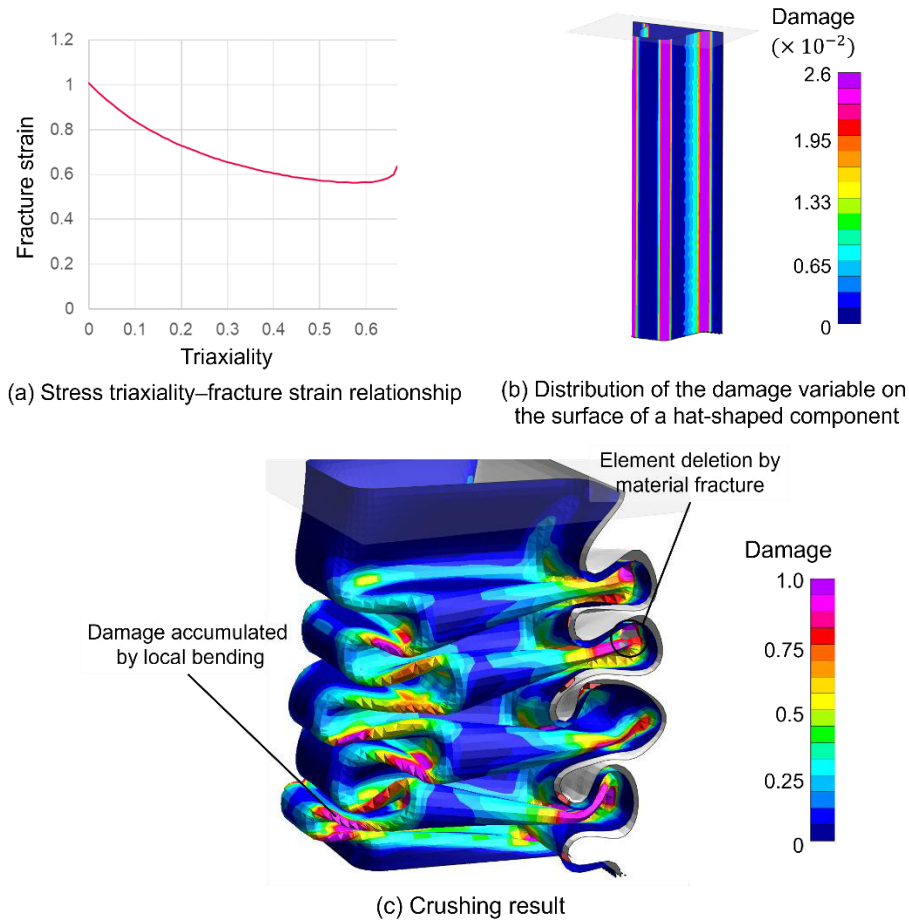 1.2
1
0.8
0.6
0.4
0.2
0
0
0.1
0.2
0.3
0.4
0.5
0.6
Fracture strain
Triaxiality
(a) Stress triaxiality–fracture strain relationship
Damage
(× 10⁻²)
2.6
1.95
1.33
0.65
0
(b) Distribution of the damage variable on
the surface of a hat-shaped component
Element deletion by
material fracture
Damage accumulated
by local bending
Damage
1.0
0.75
0.5
0.25
0
(c) Crushing result